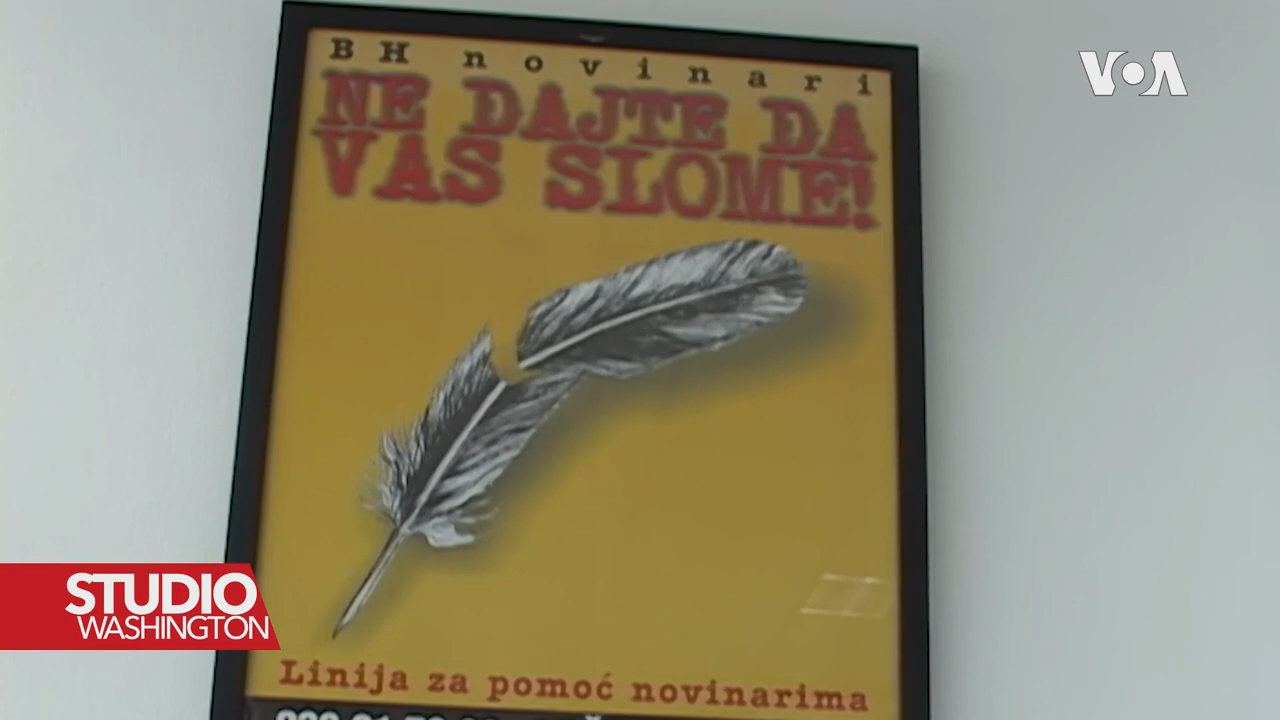 BH novinari
NE DAJTE DA
VAS SLOME!
VOA
STUDIO
WASHINGTON
Linija za pomoć novinarima